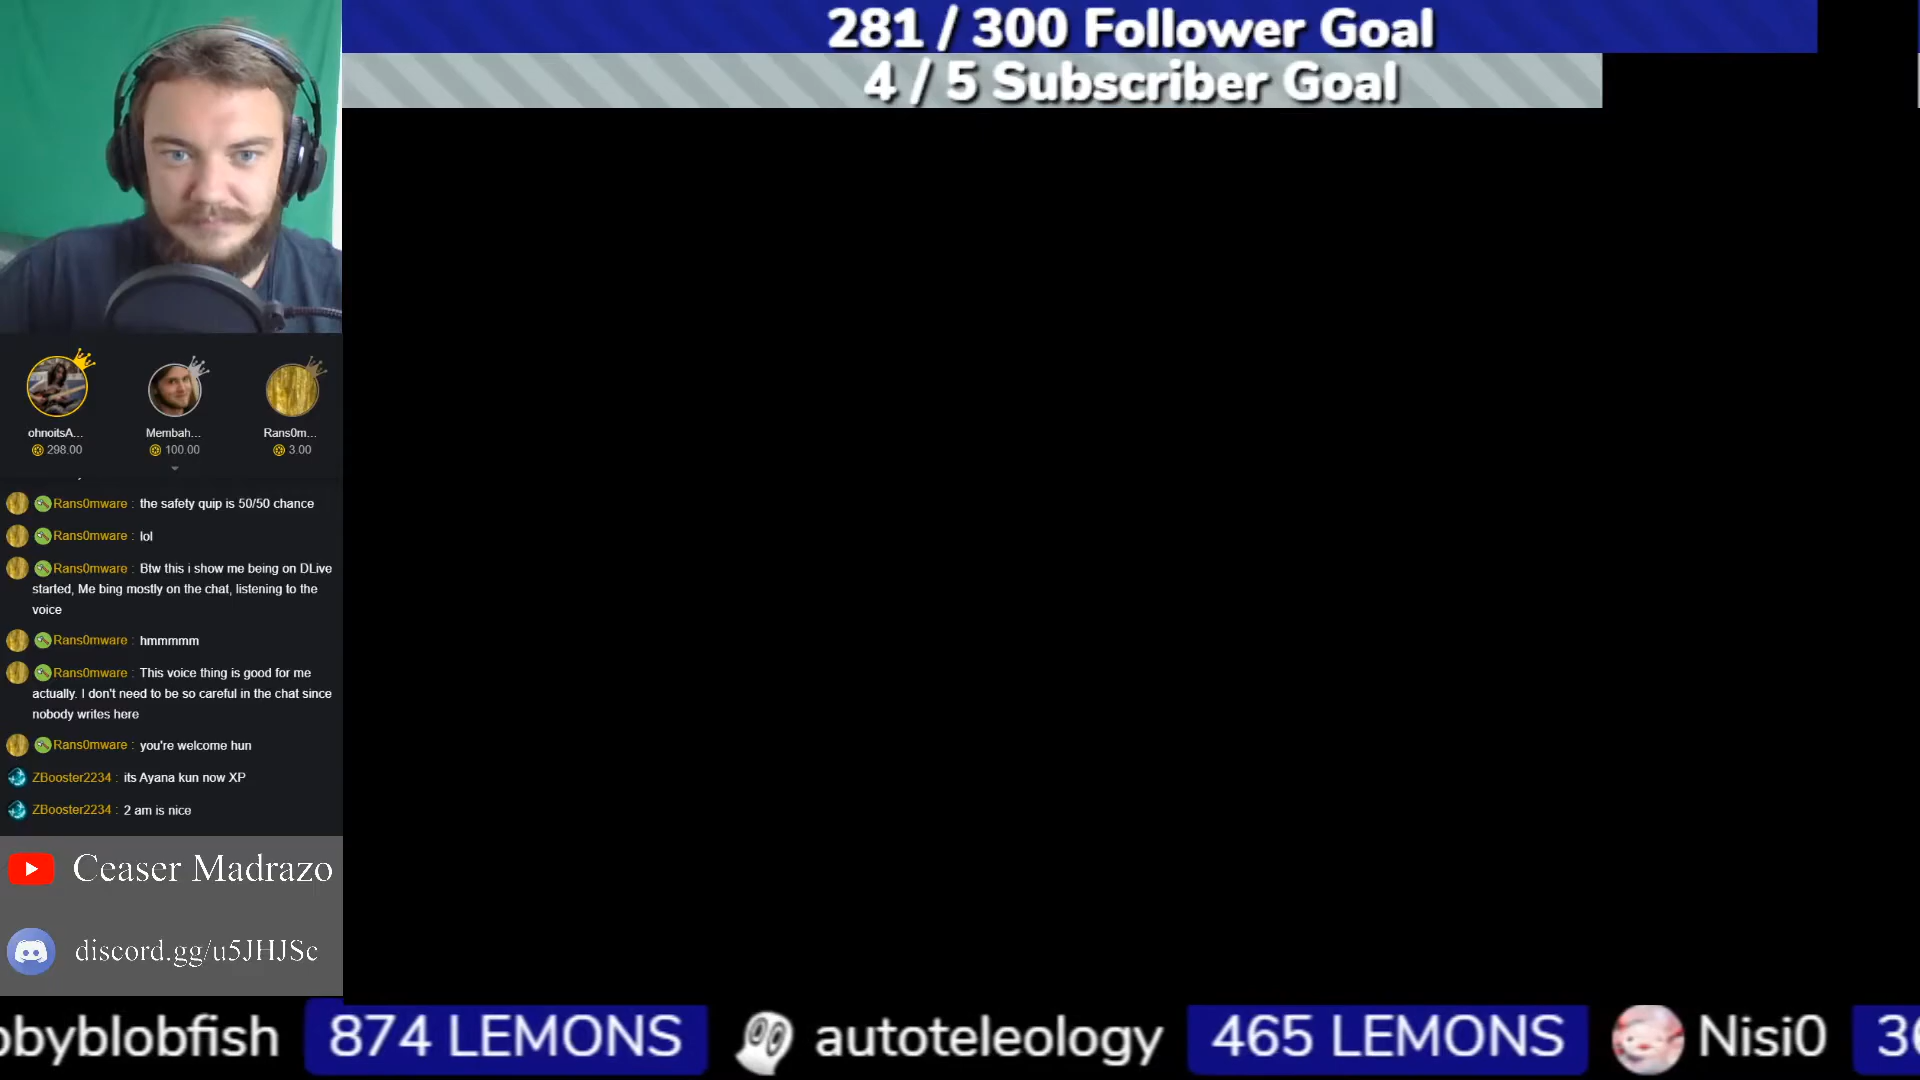 281 / 300 Follower Goal
4 / 5 Subscriber Goal
ohnoitsA... Membah... Rans0m...
298.00 100.00 3.00
Rans0mware : the safety quip is 50/50 chance
Rans0mware : lol
Rans0mware : Btw this i show me being on DLive
started, Me bing mostly on the chat, listening to the
voice
Rans0mware : hmmmmm
Rans0mware : This voice thing is good for me
actually. I don't need to be so careful in the chat since
nobody writes here
Rans0mware : you're welcome hun
ZBooster2234 : its Ayana kun now XP
ZBooster2234 : 2 am is nice
Ceaser Madrazo
discord.gg/u5JHJSc
obyblobfish 874 LEMONS autoteleology 465 LEMONS Nisi0